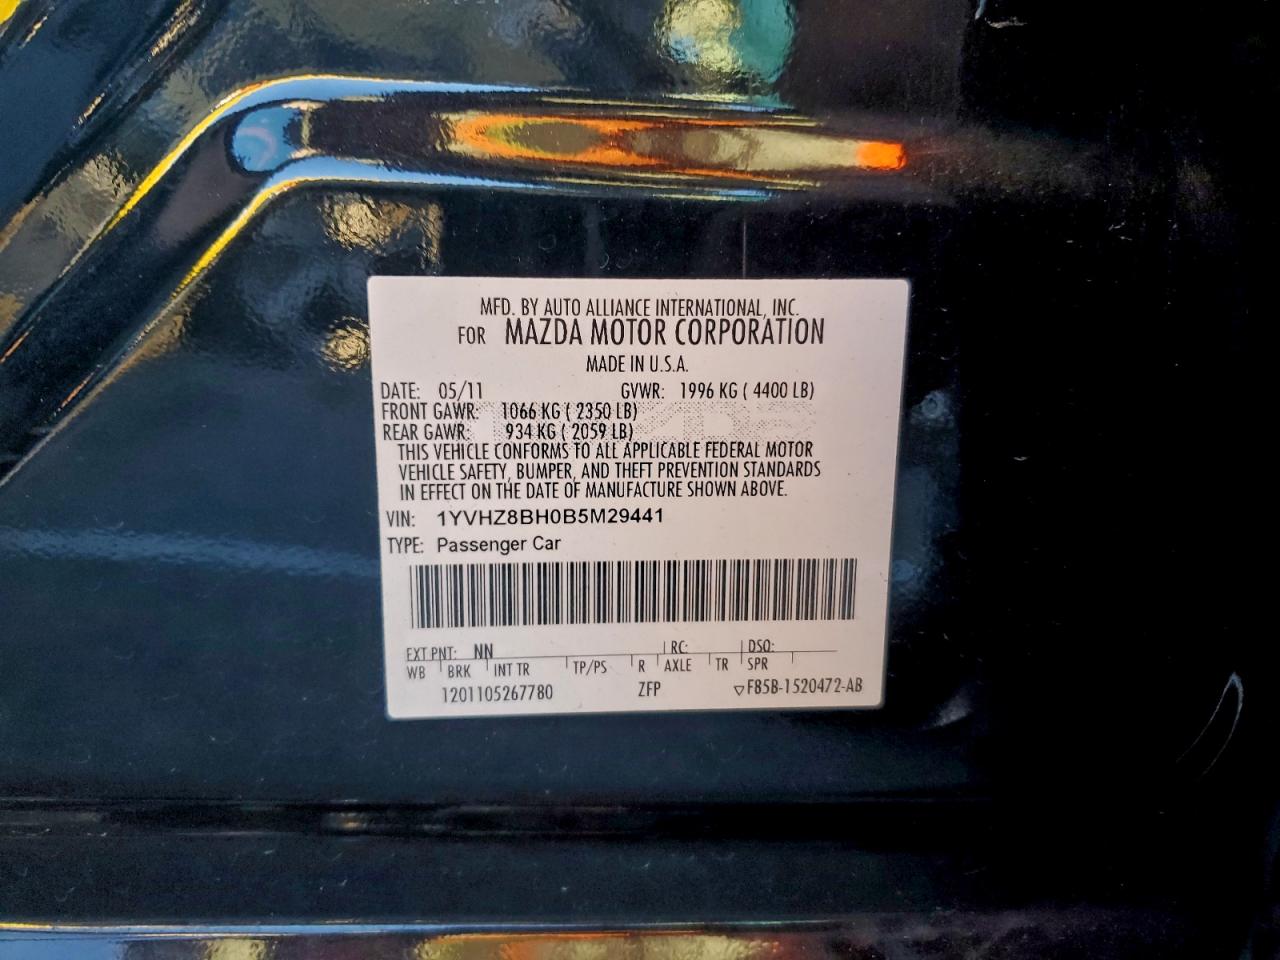 MFD. BY AUTO ALLIANCE INTERNATIONAL, INC.
FOR MAZDA MOTOR CORPORATION
MADE IN U.S.A.
DATE: 05/11 GVWR: 1996 KG ( 4400 LB)
FRONT GAWR: 1066 KG ( 2350 LB)
REAR GAWR: 934 KG ( 2059 LB)
THIS VEHICLE CONFORMS TO ALL APPLICABLE FEDERAL MOTOR
VEHICLE SAFETY, BUMPER, AND THEFT PREVENTION STANDARDS
IN EFFECT ON THE DATE OF MANUFACTURE SHOWN ABOVE.
VIN: 1YVHZ8BH0B5M29441
TYPE: Passenger Car
EXT PNT: NN RC: DSO:
WB BRK INT TR TP/PS R AXLE TR SPR
1201105267780 ZFP F85B-1520472-AB